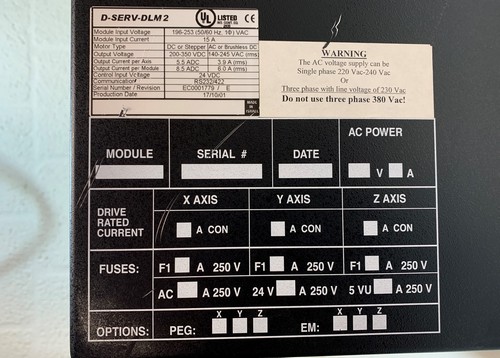 D-SERV-DLM 2
UL LISTED
Module Input Voltage 196-253 (50/60 Hz, 1Φ) VAC
Module Input Current 15 A
Motor Type DC or Stepper AC or Brushless DC
Output Voltage 200-350 VDC 140-245 VAC (rms)
Output Current per Axis 5.5 ADC 3.9 A (rms)
Output Current per Module 8.5 ADC 6.0 A (rms)
Control Input Voltage 24 VDC
Communication RS232/422
Serial Number / Revision EC0001779 / E
Production Date 17/10/01
WARNING
The AC voltage supply can be
Single phase 220 Vac-240 Vac
Or
Three phase with line voltage of 230 Vac
Do not use three phase 380 Vac!
MODULE SERIAL # DATE AC POWER
V A
X AXIS Y AXIS Z AXIS
DRIVE
RATED
CURRENT
A CON A CON A CON
FUSES: F1 A 250 V F1 A 250 V F1 A 250 V
AC A 250 V 24 V A 250 V 5 VU A 250 V
OPTIONS: PEG: X Y Z EM: X Y Z